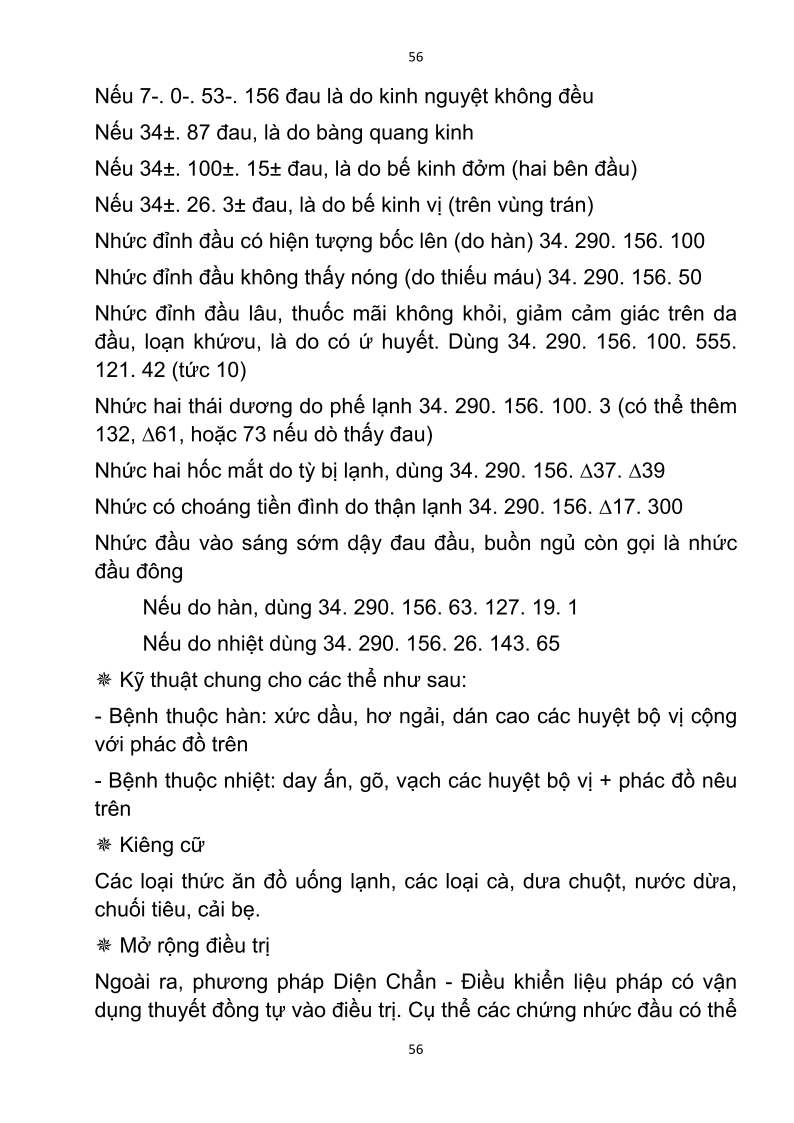 56
Nếu 7-. 0-. 53-. 156 đau là do kinh nguyệt không đều
Nếu 34±. 87 đau, là do bàng quang kinh
Nếu 34±. 100±. 15± đau, là do bế kinh đởm (hai bên đầu)
Nếu 34±. 26. 3± đau, là do bế kinh vị (trên vùng trán)
Nhức đỉnh đầu có hiện tượng bốc lên (do hàn) 34. 290. 156. 100
Nhức đỉnh đầu không thấy nóng (do thiếu máu) 34. 290. 156. 50
Nhức đỉnh đầu lâu, thuốc mãi không khỏi, giảm cảm giác trên da
đầu, loạn khứơu, là do có ứ huyết. Dùng 34. 290. 156. 100. 555.
121. 42 (tức 10)
Nhức hai thái dương do phế lạnh 34. 290. 156. 100. 3 (có thể thêm
132, ∆61, hoặc 73 nếu dò thấy đau)
Nhức hai hốc mắt do tỳ bị lạnh, dùng 34. 290. 156. ∆37. ∆39
Nhức có choáng tiền đình do thận lạnh 34. 290. 156. ∆17. 300
Nhức đầu vào sáng sớm dậy đau đầu, buồn ngủ còn gọi là nhức
đầu đông
Nếu do hàn, dùng 34. 290. 156. 63. 127. 19. 1
Nếu do nhiệt dùng 34. 290. 156. 26. 143. 65
✵ Kỹ thuật chung cho các thể như sau:
- Bệnh thuộc hàn: xức dầu, hơ ngải, dán cao các huyệt bộ vị cộng
với phác đồ trên
- Bệnh thuộc nhiệt: day ấn, gõ, vạch các huyệt bộ vị + phác đồ nêu
trên
✵ Kiêng cữ
Các loại thức ăn đồ uống lạnh, các loại cà, dưa chuột, nước dừa,
chuối tiêu, cải bẹ.
✵ Mở rộng điều trị
Ngoài ra, phương pháp Diện Chẩn - Điều khiển liệu pháp có vận
dụng thuyết đồng tự vào điều trị. Cụ thể các chứng nhức đầu có thể
56